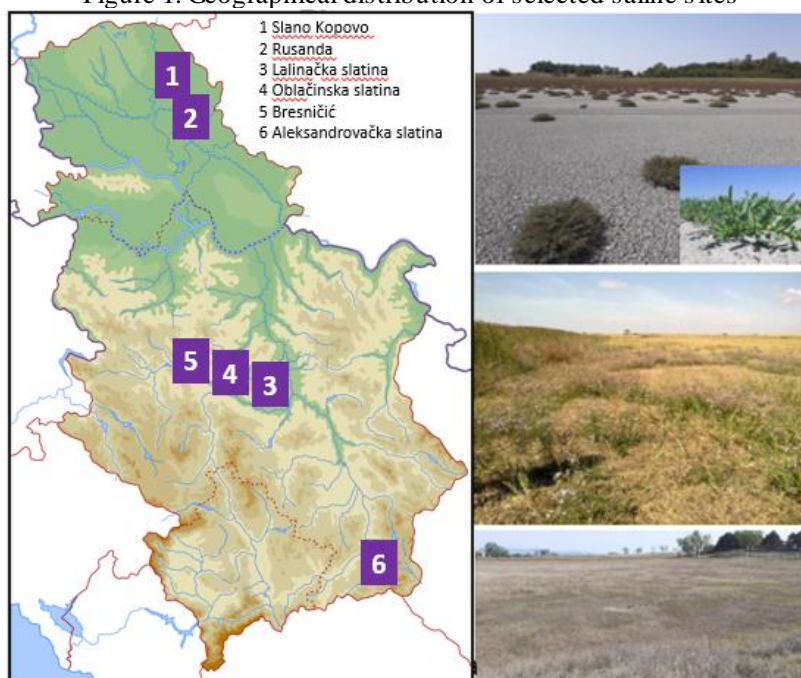 Figure 1. Geographical distribution of selected saline sites
1 Slano Kopovo
2 Rusanda
3 Lalinačka slatina
4 Oblačinska slatina
5 Bresničić
6 Aleksandrovačka slatina
1
2
5
4
3
6